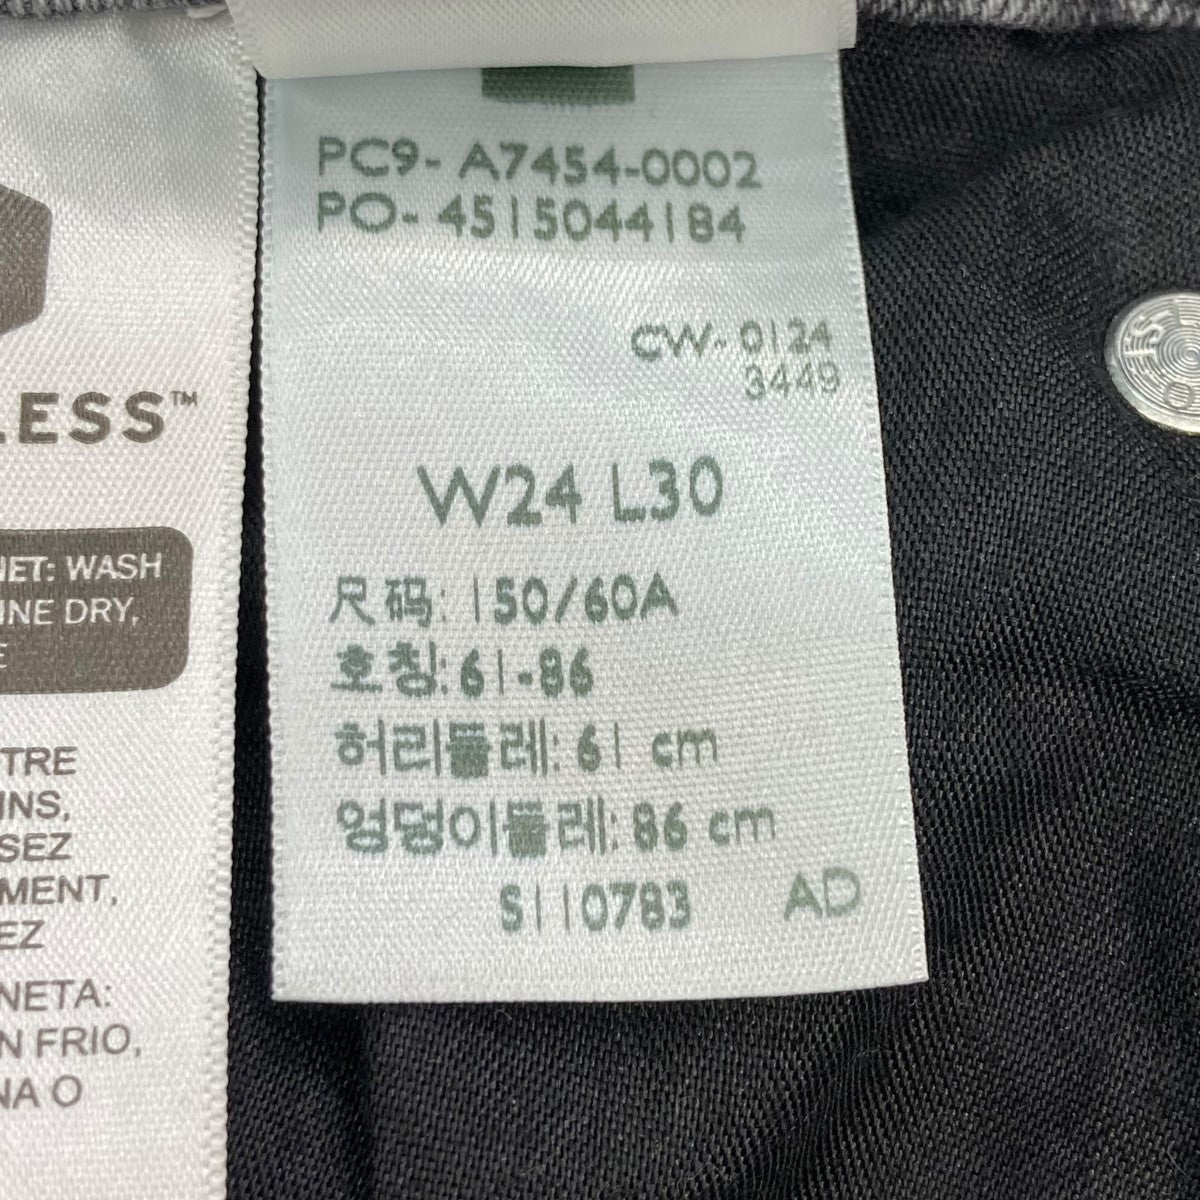 LESS™
NET: WASH
INE DRY,
E
TRE
INS,
SEZ
MENT,
EZ
NETA:
N FRIO,
NA O
PC9- A7454-0002
PO- 4515044184
CW- 0124
3449
W24 L30
尺码: 150/60A
호칭: 61-86
허리둘레: 61 cm
엉덩이둘레: 86 cm
S110783 AD